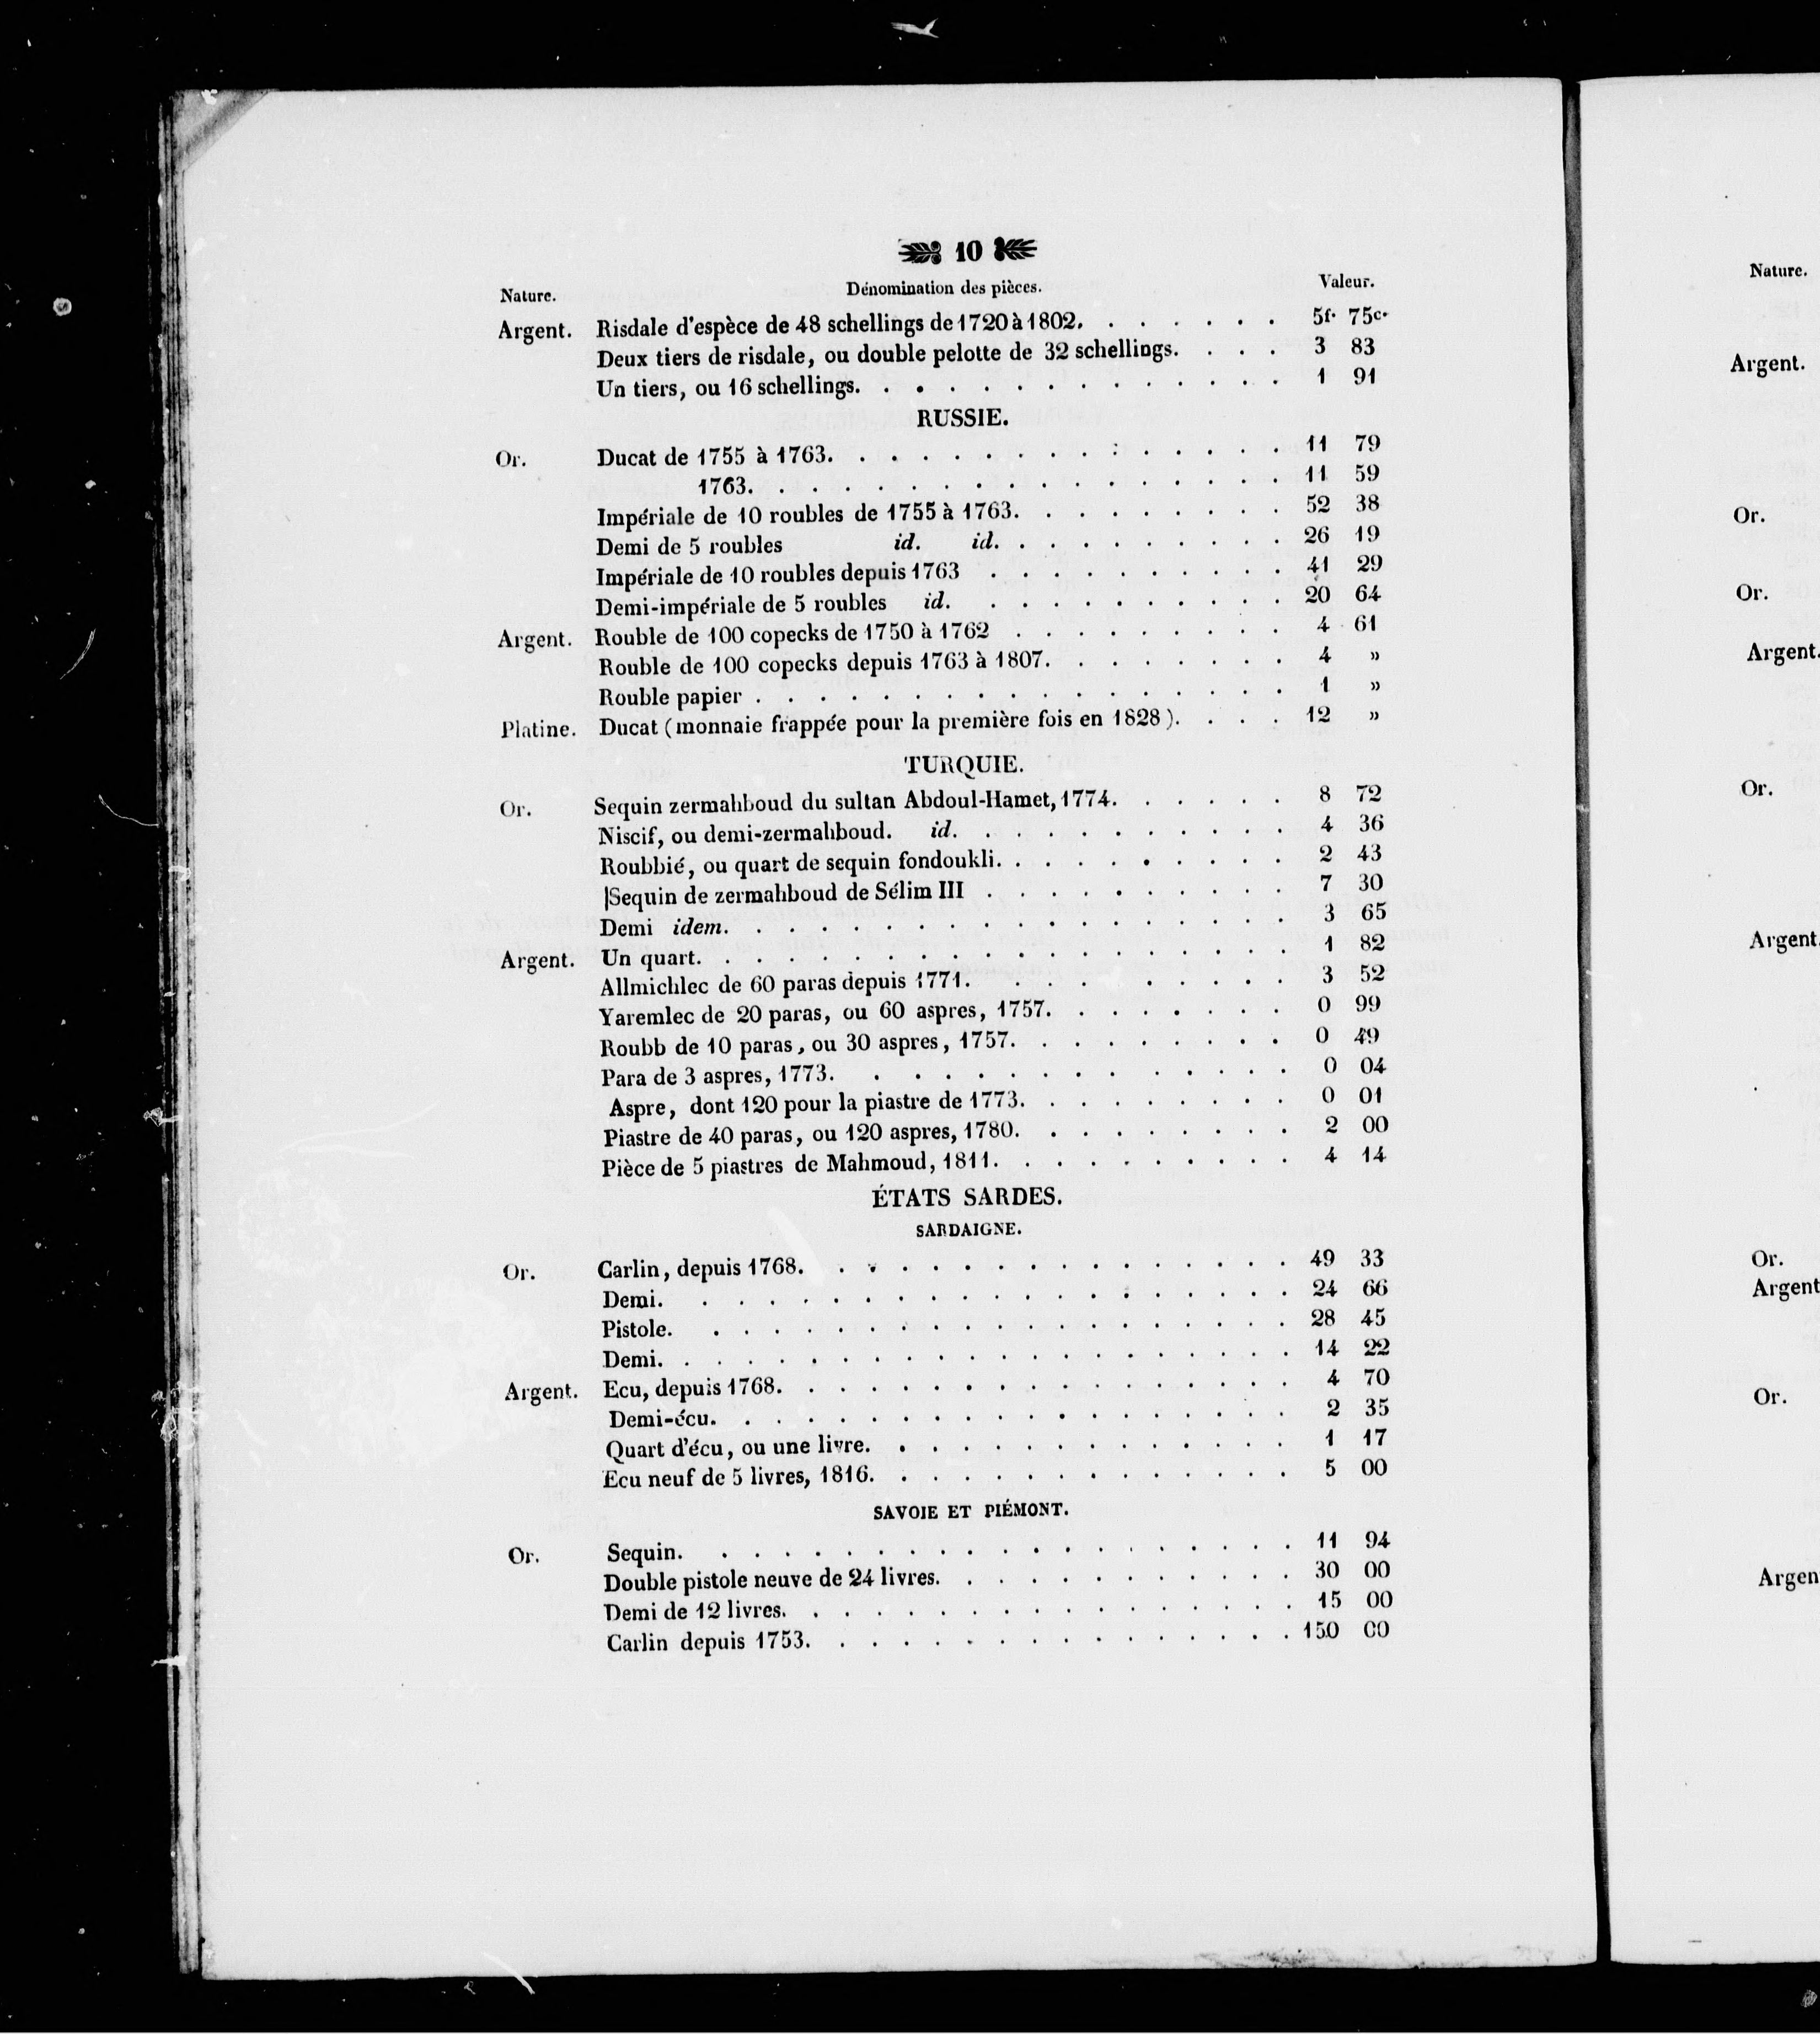 10
Nature. Dénomination des pièces. Valeur.
Argent. Risdale d'espèce de 48 schellings de 1720 à 1802. . . . . . . 5f. 75c.
Deux tiers de risdale, ou double pelotte de 32 schellings. . . . 3 83
Un tiers, ou 16 schellings. . . . . . . . . . . . . . 1 91
RUSSIE.
Or. Ducat de 1755 à 1763. . . . . . . . . . . . . . . 11 79
1763. . . . . . . . . . . . . . . . . . 11 59
Impériale de 10 roubles de 1755 à 1763. . . . . . . . . 52 38
Demi de 5 roubles id. id. . . . . . . . . . 26 19
Impériale de 10 roubles depuis 1763 . . . . . . . . . . 41 29
Demi-impériale de 5 roubles id. . . . . . . . . . . 20 64
Argent. Rouble de 100 copecks de 1750 à 1762 . . . . . . . . . 4 61
Rouble de 100 copecks depuis 1763 à 1807. . . . . . . . 4 »
Rouble papier . . . . . . . . . . . . . . . . . 1 »
Platine. Ducat (monnaie frappée pour la première fois en 1828). . . . 12 »
TURQUIE.
Or. Sequin zermahboud du sultan Abdoul-Hamet, 1774. . . . . . 8 72
Niscif, ou demi-zermahboud. id. . . . . . . . . . . 4 36
Roubbié, ou quart de sequin fondoukli. . . . . . . . . . 2 43
|Sequin de zermahboud de Sélim III . . . . . . . . . . 7 30
Demi idem. . . . . . . . . . . . . . . . . . . 3 65
Argent. Un quart. . . . . . . . . . . . . . . . . . . 1 82
Allmichlec de 60 paras depuis 1771. . . . . . . . . 3 52
Yaremlec de 20 paras, ou 60 aspres, 1757. . . . . . . . 0 99
Roubb de 10 paras, ou 30 aspres, 1757. . . . . . . . . 0 49
Para de 3 aspres, 1773. . . . . . . . . . . . . . . 0 04
Aspre, dont 120 pour la piastre de 1773. . . . . . . . . 0 01
Piastre de 40 paras, ou 120 aspres, 1780. . . . . . . . . 2 00
Pièce de 5 piastres de Mahmoud, 1811. . . . . . . . . . 4 14
ÉTATS SARDES.
SARDAIGNE.
Or. Carlin, depuis 1768. . . . . . . . . . . . . . . . 49 33
Demi. . . . . . . . . . . . . . . . . . . . 24 66
Pistole. . . . . . . . . . . . . . . . . . . . 28 45
Demi. . . . . . . . . . . . . . . . . . . . . 14 22
Argent. Ecu, depuis 1768. . . . . . . . . . . . . . . . . 4 70
Demi-écu. . . . . . . . . . . . . . . . . . . 2 35
Quart d'écu, ou une livre. . . . . . . . . . . . . . 1 17
Ecu neuf de 5 livres, 1816. . . . . . . . . . . . . . 5 00
SAVOIE ET PIÉMONT.
Or. Sequin. . . . . . . . . . . . . . . . . . . . 11 94
Double pistole neuve de 24 livres. . . . . . . . . . . . 30 00
Demi de 12 livres. . . . . . . . . . . . . . . . . 15 00
Carlin depuis 1753. . . . . . . . . . . . . . . . 150 00
Nature.
Argent.
Or.
Or.
Argent.
Or.
Argent
Or.
Argent
Or.
Argen